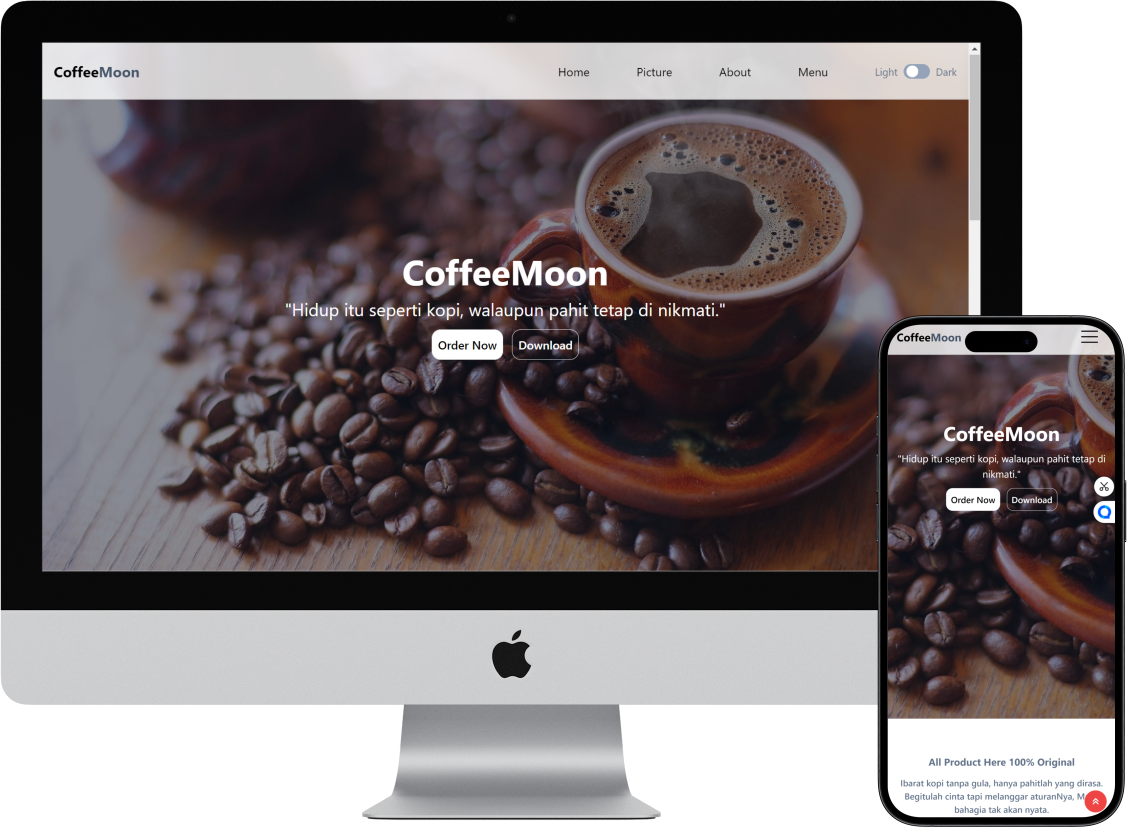 CoffeeMoon
Home Picture About Menu Light Dark
CoffeeMoon
"Hidup itu seperti kopi, walaupun pahit tetap di nikmati."
Order Now Download
CoffeeMoon
CoffeeMoon
"Hidup itu seperti kopi, walaupun pahit tetap di
nikmati."
Order Now Download
All Product Here 100% Original
Ibarat kopi tanpa gula, hanya pahitlah yang dirasa.
Begitulah cinta tapi melanggar aturanNya,
bahagia tak akan nyata.